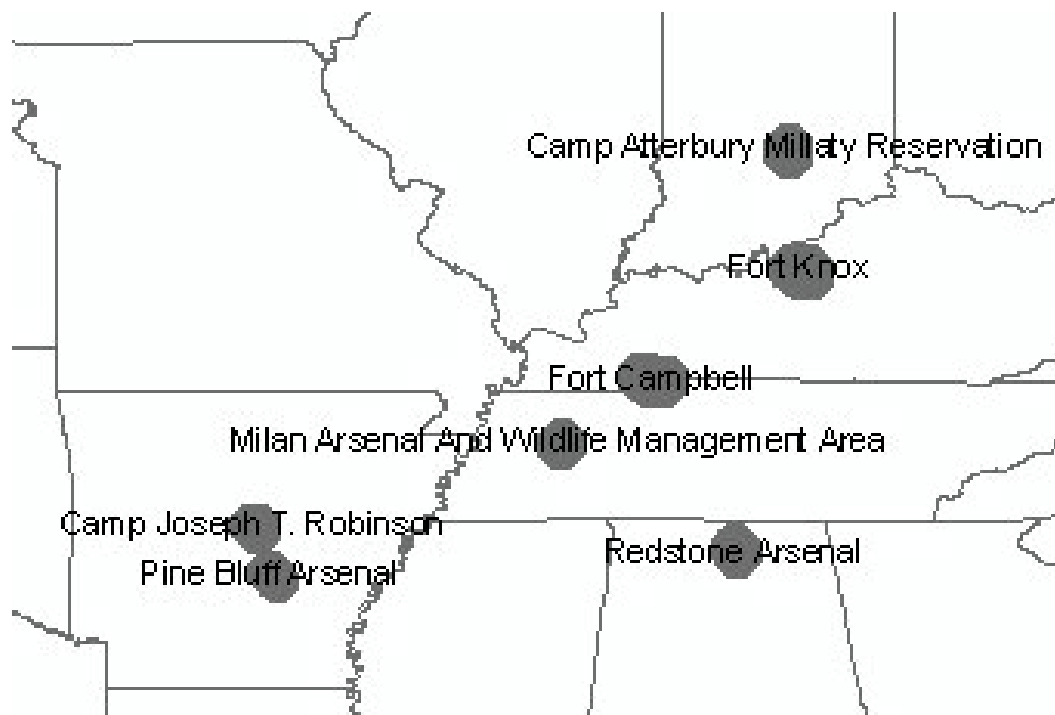 Camp Atterbury Millaty Reservation
Fort Knox
Fort Campbell
Milan Arsenal And Wildlife Management Area
Camp Joseph T. Robinson
Redstone Arsenal
Pine Bluff Arsenal